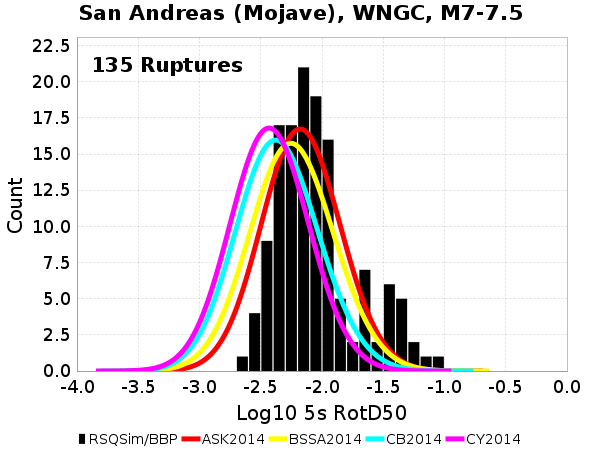 San Andreas (Mojave), WNGC, M7-7.5
135 Ruptures
Count
22.5
20.0
17.5
15.0
12.5
10.0
7.5
5.0
2.5
0.0
-4.0 -3.5 -3.0 -2.5 -2.0 -1.5 -1.0 -0.5 0.0
Log10 5s RotD50
RSQSim/BBP ASK2014 BSSA2014 CB2014 CY2014